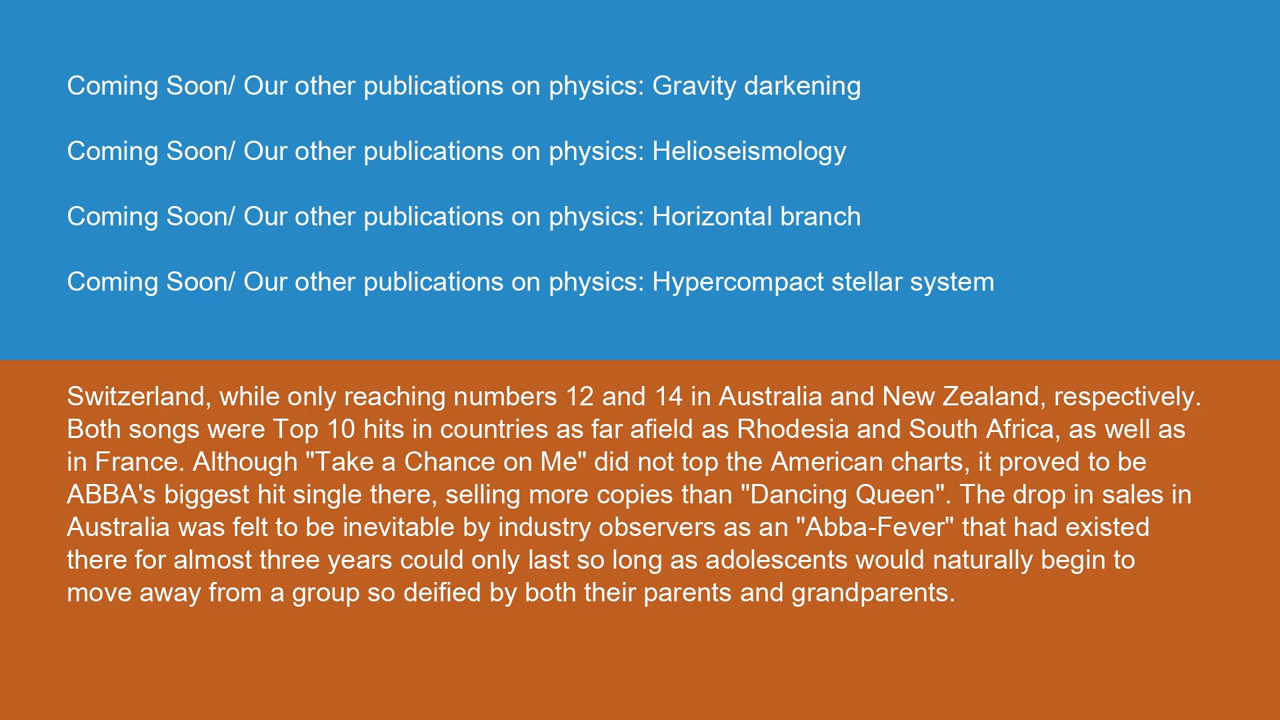 Coming Soon/ Our other publications on physics: Gravity darkening
Coming Soon/ Our other publications on physics: Helioseismology
Coming Soon/ Our other publications on physics: Horizontal branch
Coming Soon/ Our other publications on physics: Hypercompact stellar system
Switzerland, while only reaching numbers 12 and 14 in Australia and New Zealand, respectively.
Both songs were Top 10 hits in countries as far afield as Rhodesia and South Africa, as well as
in France. Although "Take a Chance on Me" did not top the American charts, it proved to be
ABBA's biggest hit single there, selling more copies than "Dancing Queen". The drop in sales in
Australia was felt to be inevitable by industry observers as an "Abba-Fever" that had existed
there for almost three years could only last so long as adolescents would naturally begin to
move away from a group so deified by both their parents and grandparents.